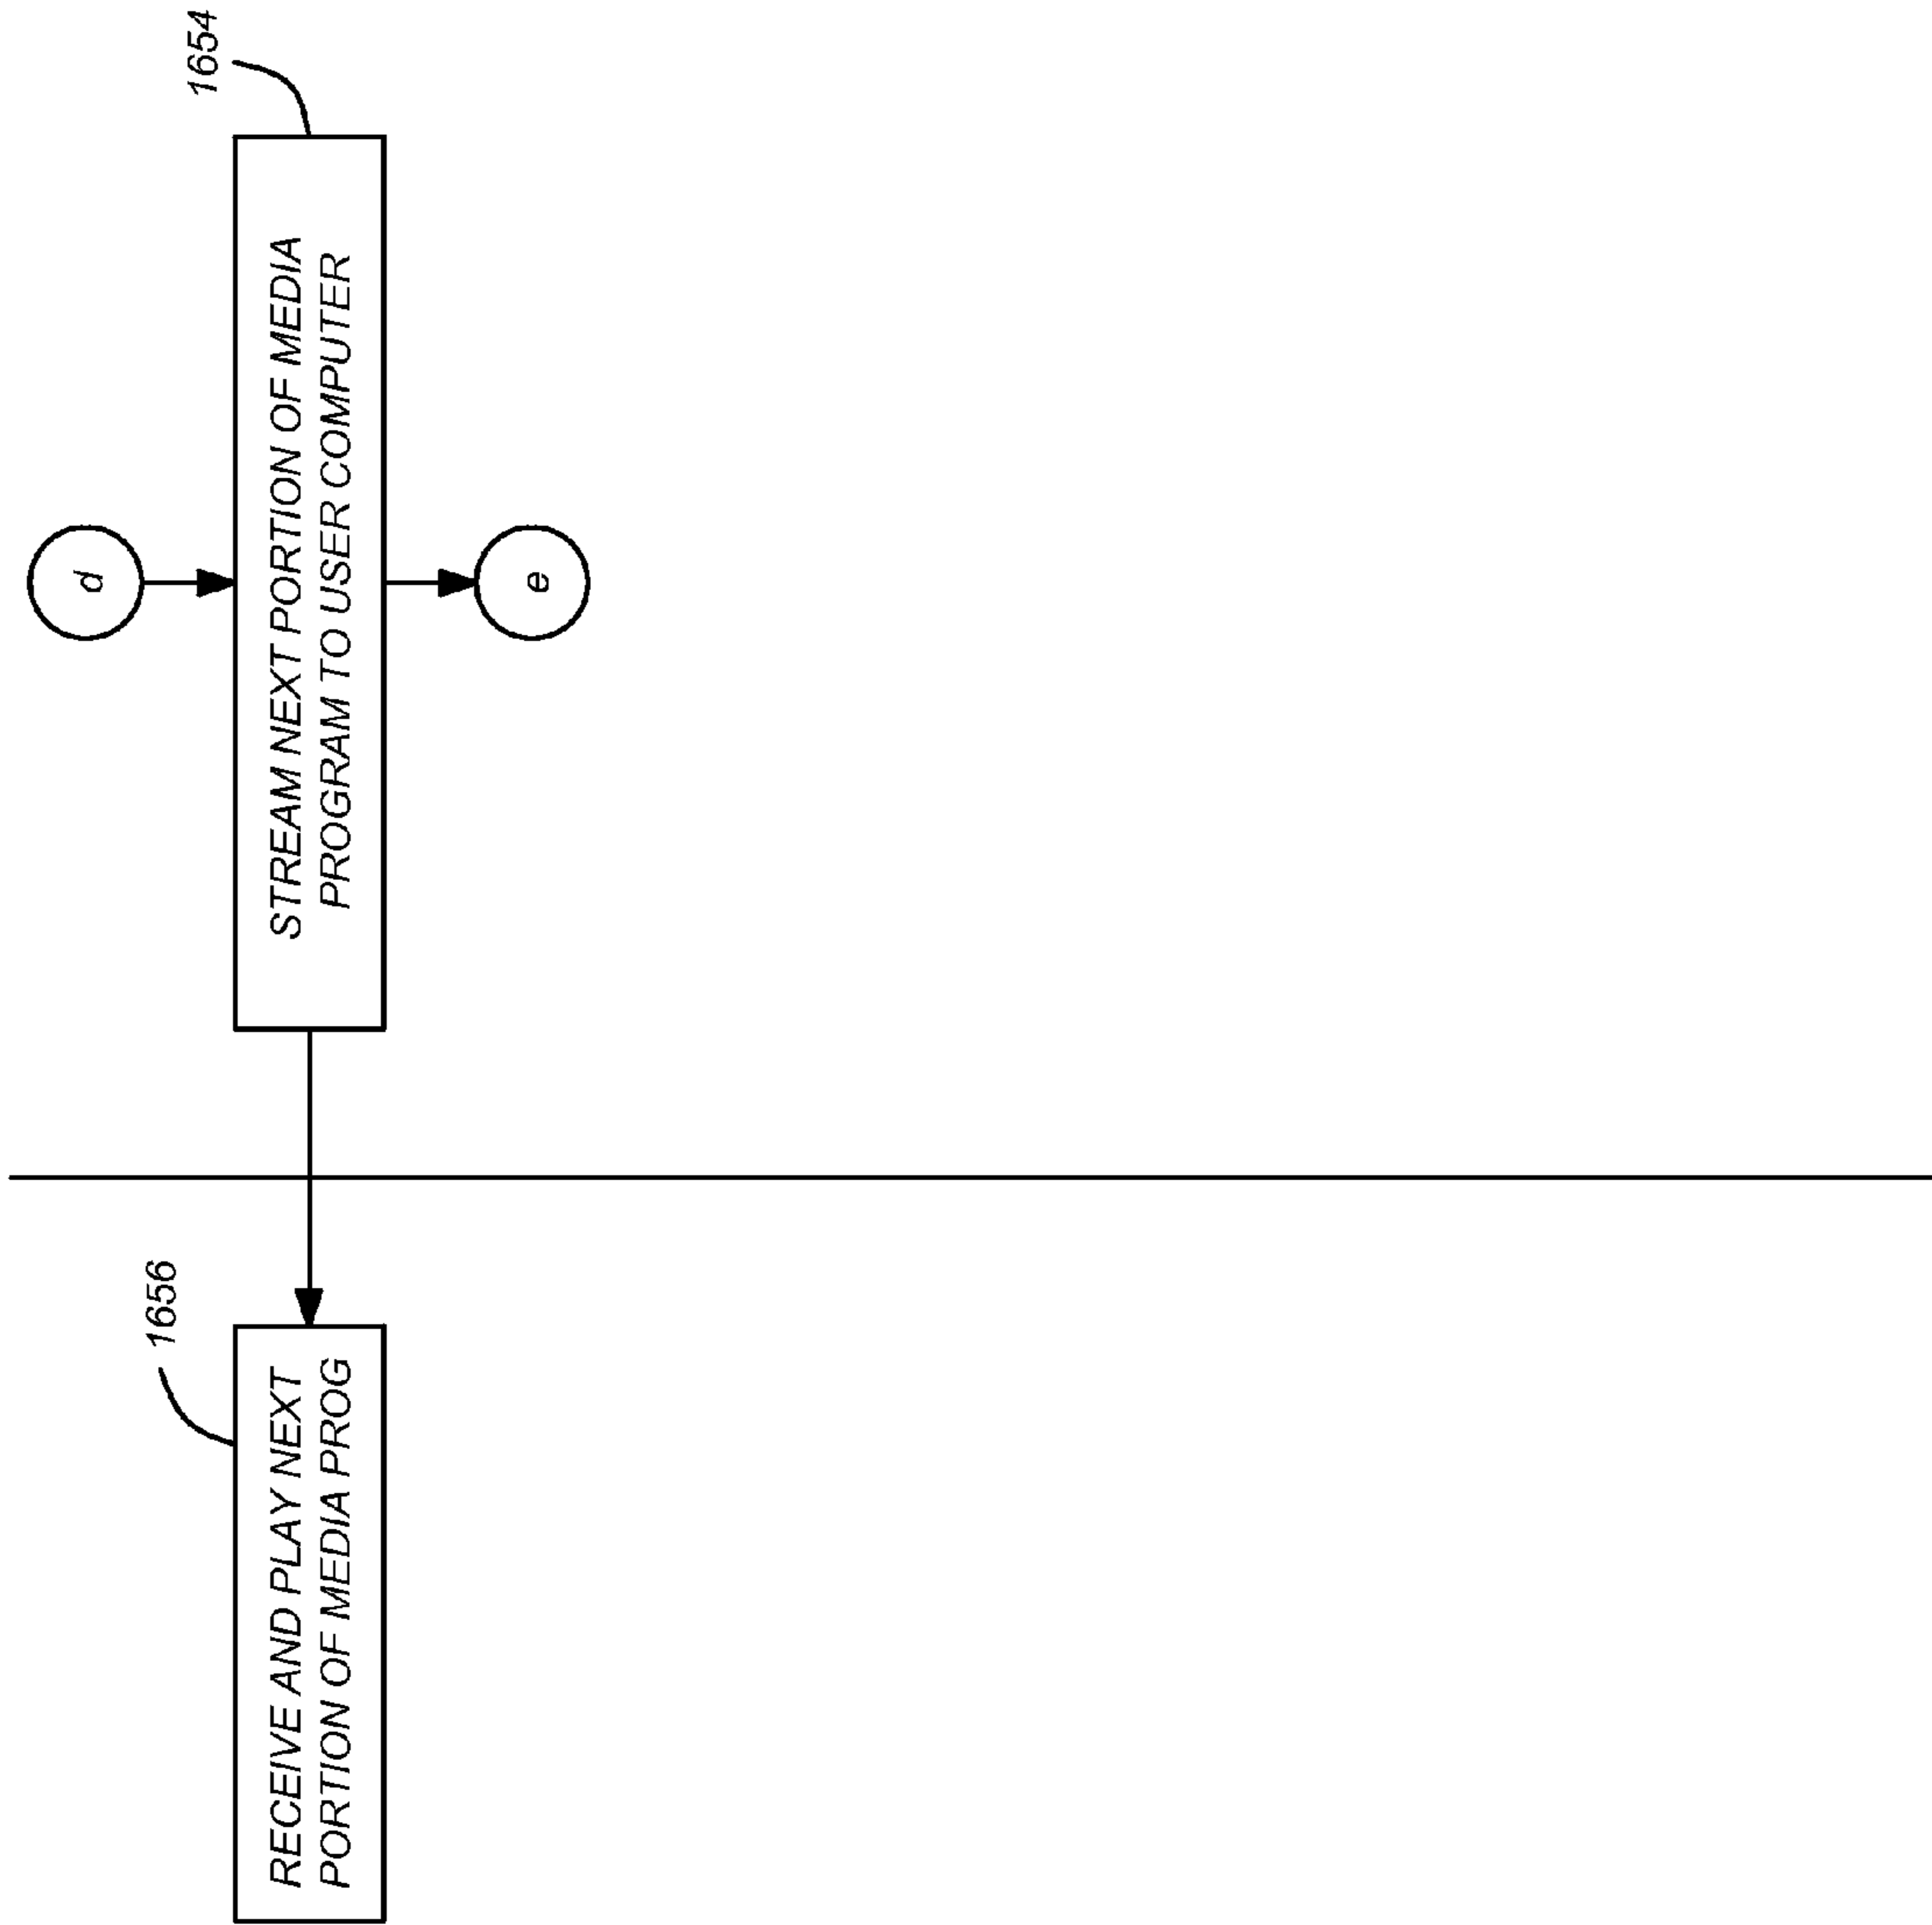 d
1656
1654
RECEIVE AND PLAY NEXT
PORTION OF MEDIA PROG
STREAM NEXT PORTION OF MEDIA
PROGRAM TO USER COMPUTER
e